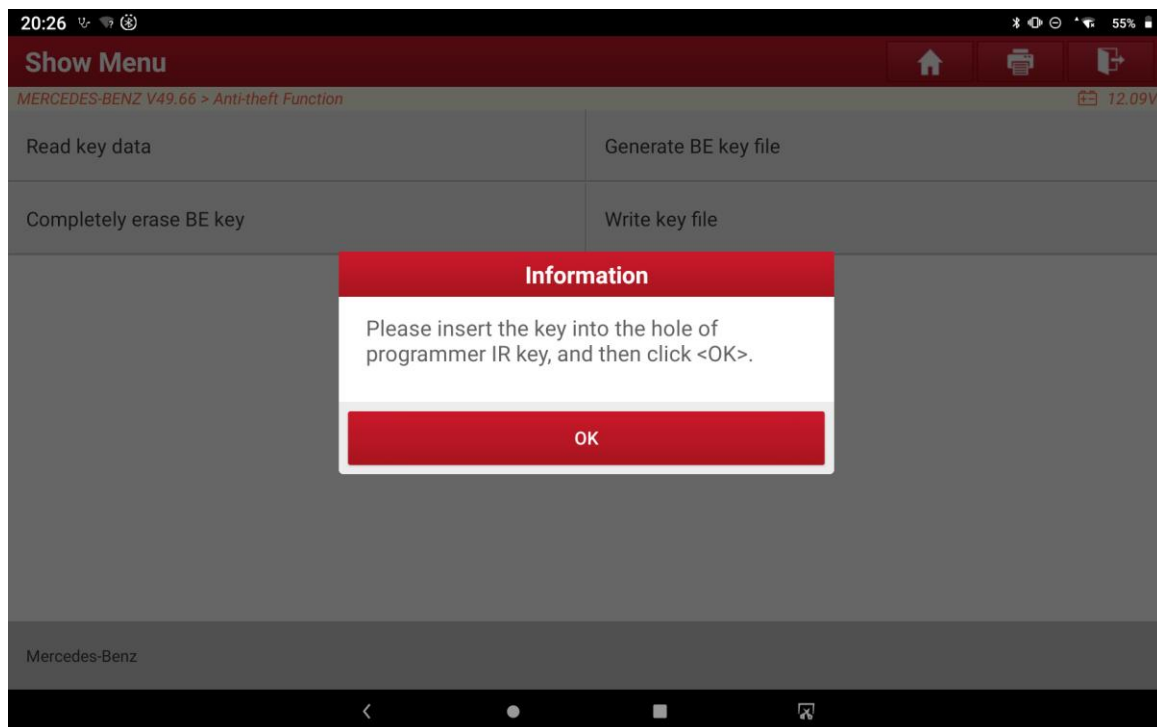 20:26
55%
Show Menu
MERCEDES-BENZ V49.66 > Anti-theft Function
12.09V
Read key data
Generate BE key file
Completely erase BE key
Write key file
Information
Please insert the key into the hole of
programmer IR key, and then click <OK>.
OK
Mercedes-Benz